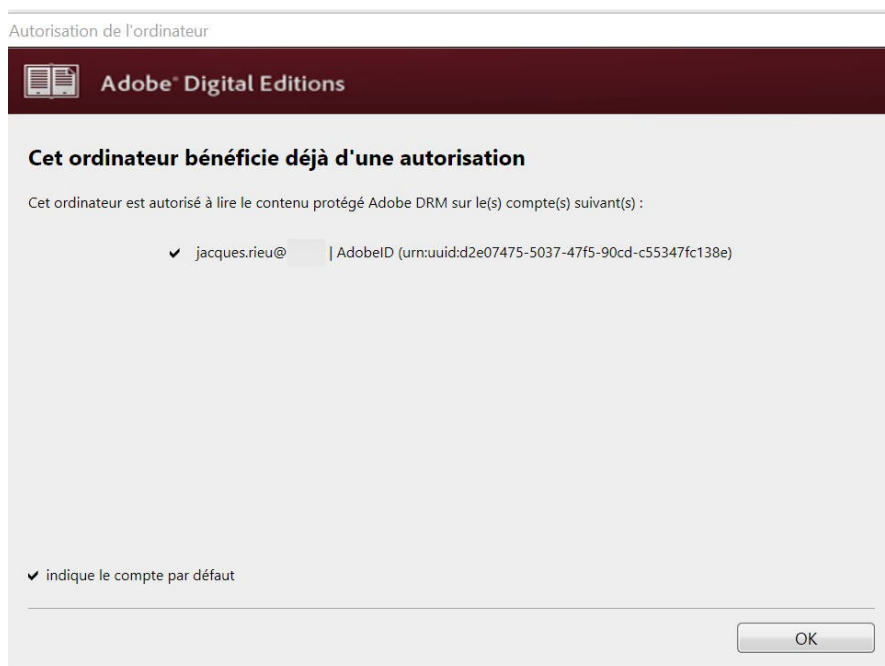 Autorisation de l'ordinateur
Adobe® Digital Editions
Cet ordinateur bénéficie déjà d'une autorisation
Cet ordinateur est autorisé à lire le contenu protégé Adobe DRM sur le(s) compte(s) suivant(s) :
✔ jacques.rieu@ | AdobeID (urn:uuid:d2e07475-5037-47f5-90cd-c55347fc138e)
✔ indique le compte par défaut
OK